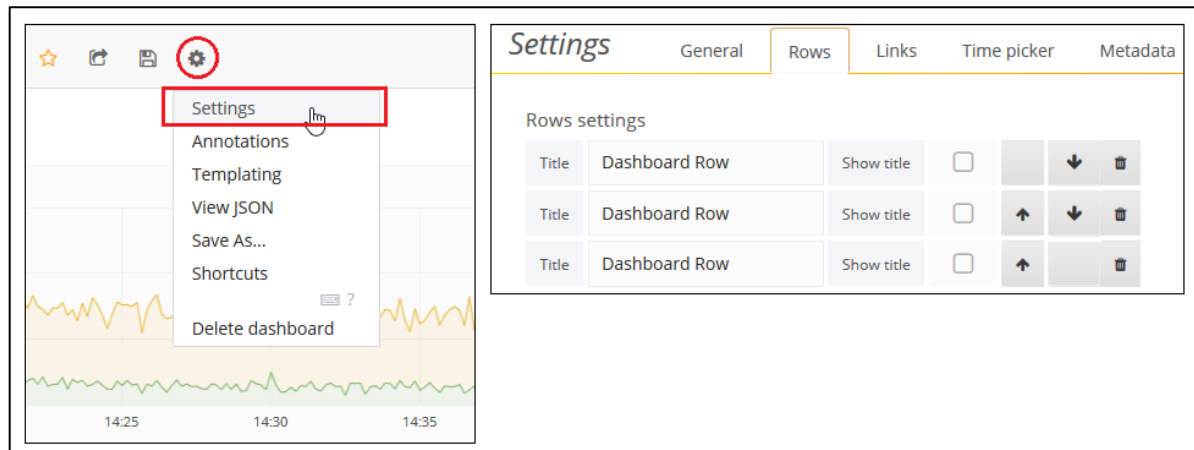 Settings
Annotations
Templating
View JSON
Save As...
Shortcuts
?
Delete dashboard
14:25 14:30 14:35
Settings General Rows Links Time picker Metadata
Rows settings
Title Dashboard Row Show title
Title Dashboard Row Show title
Title Dashboard Row Show title